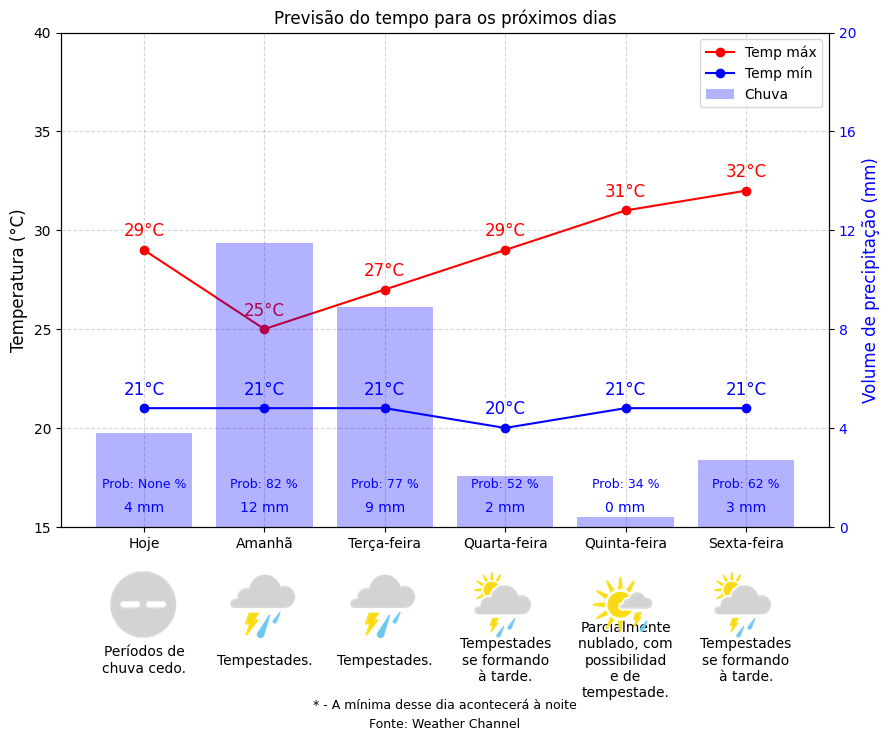 Previsão do tempo para os próximos dias
40
35
30
25
20
15
Temperatura (°C)
20
16
12
8
4
0
Volume de precipitação (mm)
Temp máx
Temp mín
Chuva
29°C
25°C
27°C
29°C
31°C
32°C
21°C
21°C
21°C
20°C
21°C
21°C
Prob: None %
Prob: 82 %
Prob: 77 %
Prob: 52 %
Prob: 34 %
Prob: 62 %
4 mm
12 mm
9 mm
2 mm
0 mm
3 mm
Hoje
Amanhã
Terça-feira
Quarta-feira
Quinta-feira
Sexta-feira
Períodos de
chuva cedo.
Tempestades.
Tempestades.
Tempestades
se formando
à tarde.
Parcialmente
nublado, com
possibilidad
e de
tempestade.
Tempestades
se formando
à tarde.
* - A mínima desse dia acontecerá à noite
Fonte: Weather Channel